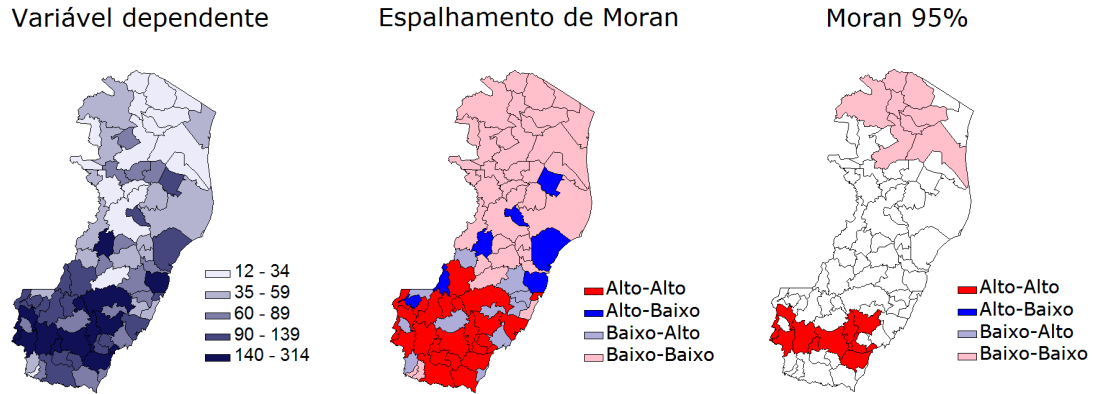 Variável dependente
Espalhamento de Moran
Moran 95%
12 - 34
35 - 59
60 - 89
90 - 139
140 - 314
Alto-Alto
Alto-Baixo
Baixo-Alto
Baixo-Baixo
Alto-Alto
Alto-Baixo
Baixo-Alto
Baixo-Baixo